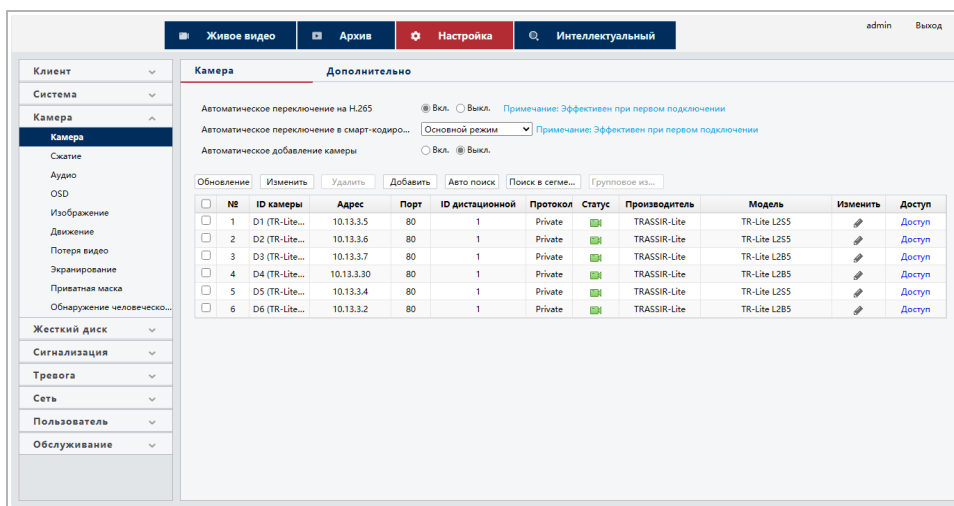 admin Выход
Живое видео Архив Настройка Интеллектуальный
Клиент
Система
Камера
Камера
Сжатие
Аудио
OSD
Изображение
Движение
Потеря видео
Экранирование
Приватная маска
Обнаружение человеческо...
Жесткий диск
Сигнализация
Тревога
Сеть
Пользователь
Обслуживание
Камера Дополнительно
Автоматическое переключение на H.265 Вкл. Выкл. Примечание: Эффективен при первом подключении
Автоматическое переключение в смарт-кодиро... Основной режим Примечание: Эффективен при первом подключении
Автоматическое добавление камеры Вкл. Выкл.
Обновление Изменить Удалить Добавить Авто поиск Поиск в сегме... Групповое из...
№ ID камеры Адрес Порт ID дистационной Протокол Статус Производитель Модель Изменить Доступ
1 D1 (TR-Lite... 10.13.3.5 80 1 Private TRASSIR-Lite TR-Lite L2S5 Доступ
2 D2 (TR-Lite... 10.13.3.6 80 1 Private TRASSIR-Lite TR-Lite L2S5 Доступ
3 D3 (TR-Lite... 10.13.3.7 80 1 Private TRASSIR-Lite TR-Lite L2B5 Доступ
4 D4 (TR-Lite... 10.13.3.30 80 1 Private TRASSIR-Lite TR-Lite L2B5 Доступ
5 D5 (TR-Lite... 10.13.3.4 80 1 Private TRASSIR-Lite TR-Lite L2S5 Доступ
6 D6 (TR-Lite... 10.13.3.2 80 1 Private TRASSIR-Lite TR-Lite L2B5 Доступ